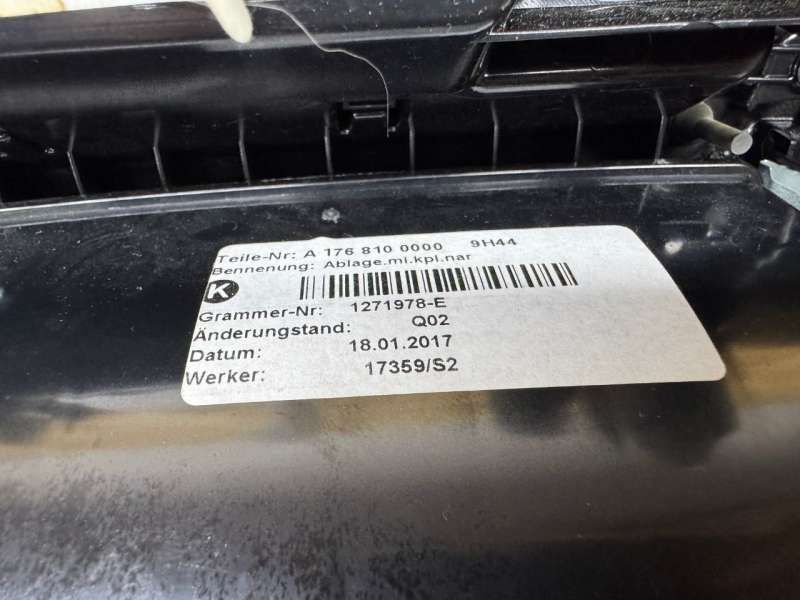 Teile-Nr: A 176 810 0000 9H44
Bennenung: Ablage.mi.kpl.nar
K
Grammer-Nr: 1271978-E
Änderungstand: Q02
Datum: 18.01.2017
Werker: 17359/S2